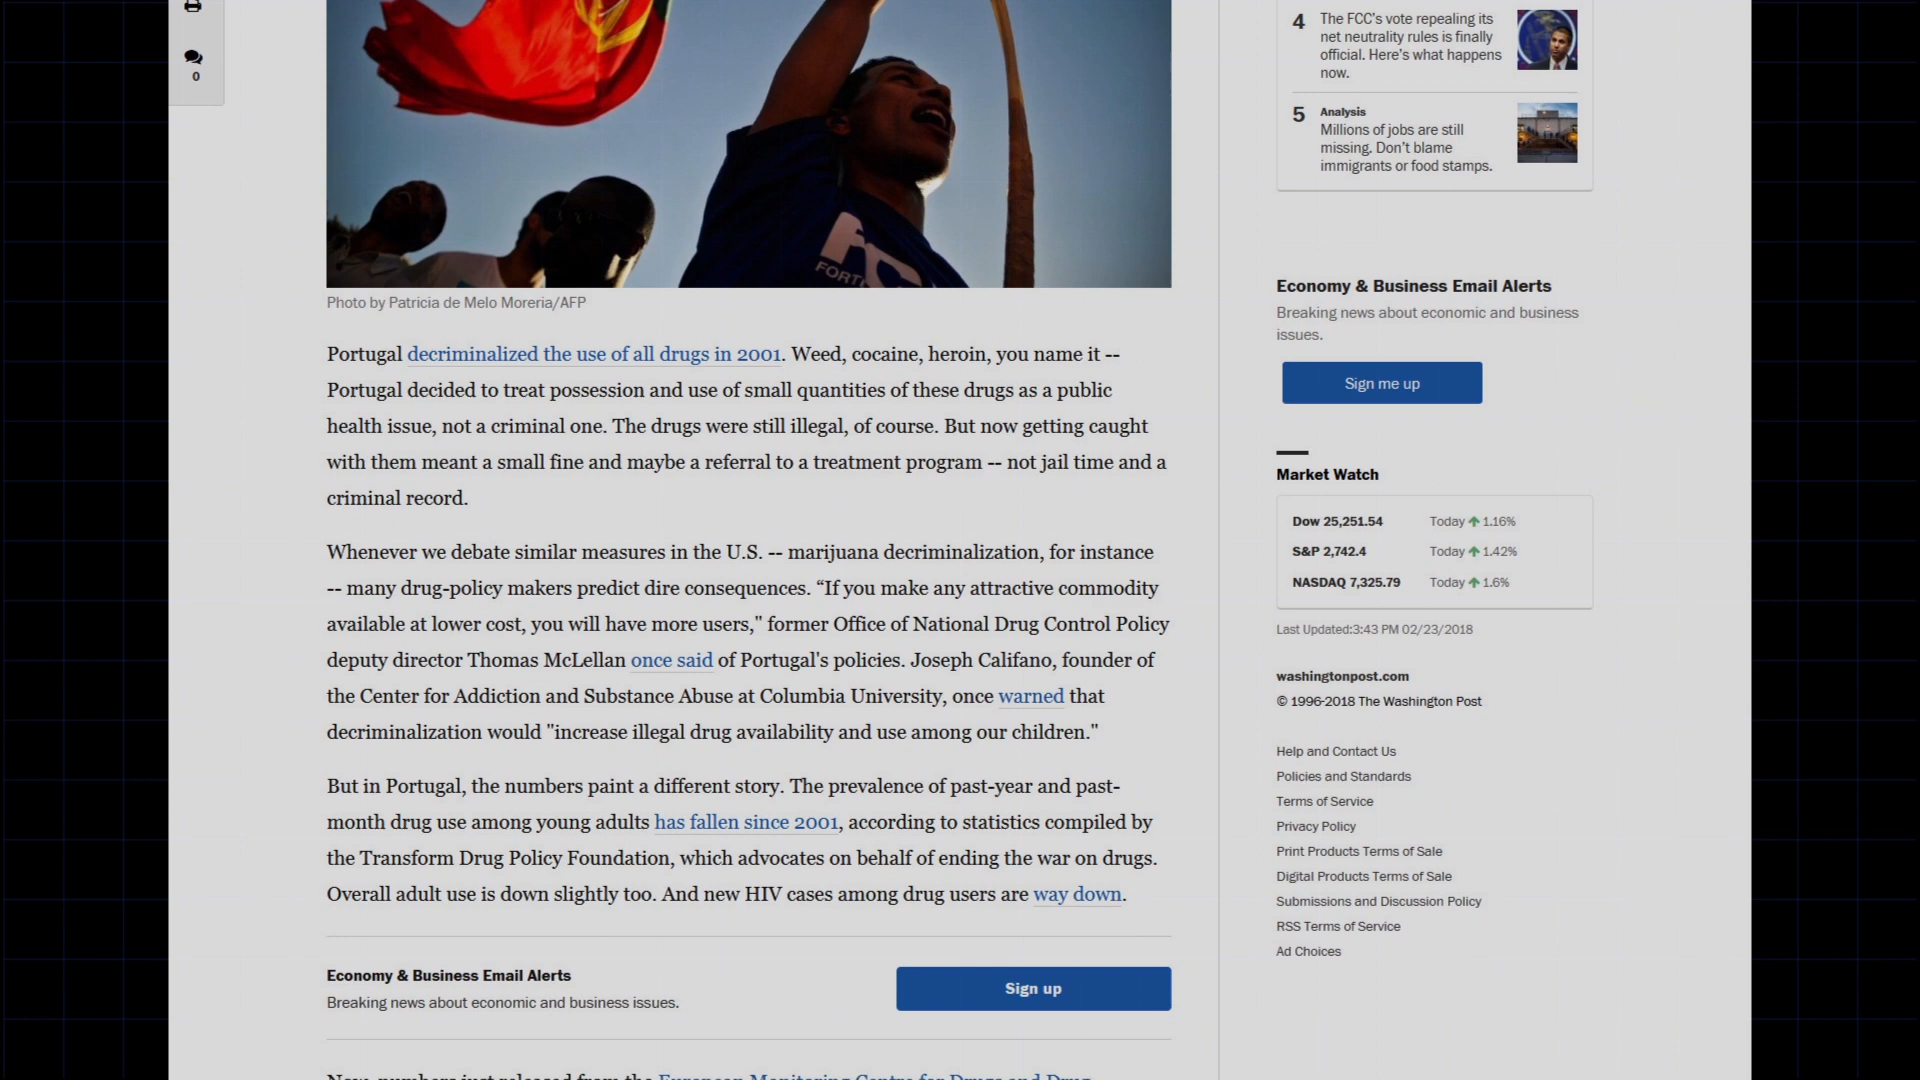 0
FORT
Photo by Patricia de Melo Moreria/AFP
Portugal decriminalized the use of all drugs in 2001. Weed, cocaine, heroin, you name it --
Portugal decided to treat possession and use of small quantities of these drugs as a public
health issue, not a criminal one. The drugs were still illegal, of course. But now getting caught
with them meant a small fine and maybe a referral to a treatment program -- not jail time and a
criminal record.
Whenever we debate similar measures in the U.S. -- marijuana decriminalization, for instance
-- many drug-policy makers predict dire consequences. “If you make any attractive commodity
available at lower cost, you will have more users," former Office of National Drug Control Policy
deputy director Thomas McLellan once said of Portugal's policies. Joseph Califano, founder of
the Center for Addiction and Substance Abuse at Columbia University, once warned that
decriminalization would "increase illegal drug availability and use among our children."
But in Portugal, the numbers paint a different story. The prevalence of past-year and past-
month drug use among young adults has fallen since 2001, according to statistics compiled by
the Transform Drug Policy Foundation, which advocates on behalf of ending the war on drugs.
Overall adult use is down slightly too. And new HIV cases among drug users are way down.
Economy & Business Email Alerts
Breaking news about economic and business issues.
Sign up
Now, numbers just released from the European Monitoring Centre for Drugs and Drug
4 The FCC's vote repealing its
net neutrality rules is finally
official. Here's what happens
now.
5 Analysis
Millions of jobs are still
missing. Don't blame
immigrants or food stamps.
Economy & Business Email Alerts
Breaking news about economic and business
issues.
Sign me up
Market Watch
Dow 25,251.54 Today 1.16%
S&P 2,742.4 Today 1.42%
NASDAQ 7,325.79 Today 1.6%
Last Updated:3:43 PM 02/23/2018
washingtonpost.com
© 1996-2018 The Washington Post
Help and Contact Us
Policies and Standards
Terms of Service
Privacy Policy
Print Products Terms of Sale
Digital Products Terms of Sale
Submissions and Discussion Policy
RSS Terms of Service
Ad Choices